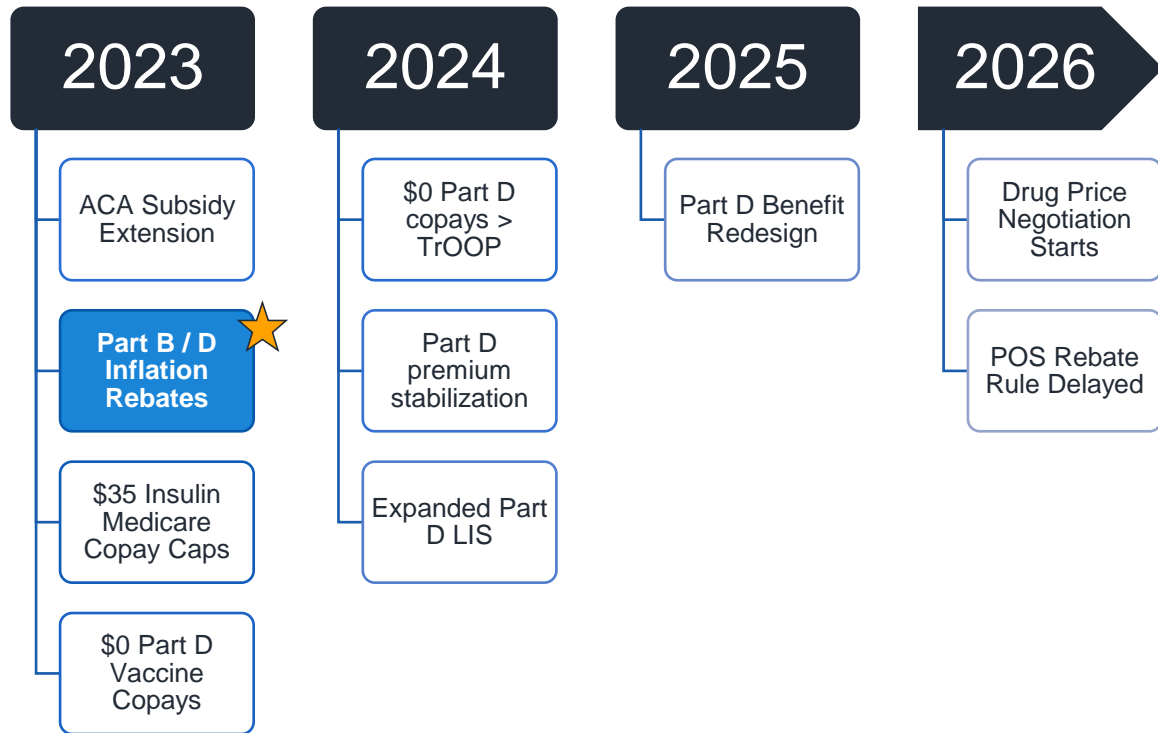 2023
ACA Subsidy
Extension
Part B / D
Inflation
Rebates
$35 Insulin
Medicare
Copay Caps
$0 Part D
Vaccine
Copays
2024
$0 Part D
copays >
TrOOP
Part D
premium
stabilization
Expanded Part
D LIS
2025
Part D Benefit
Redesign
2026
Drug Price
Negotiation
Starts
POS Rebate
Rule Delayed